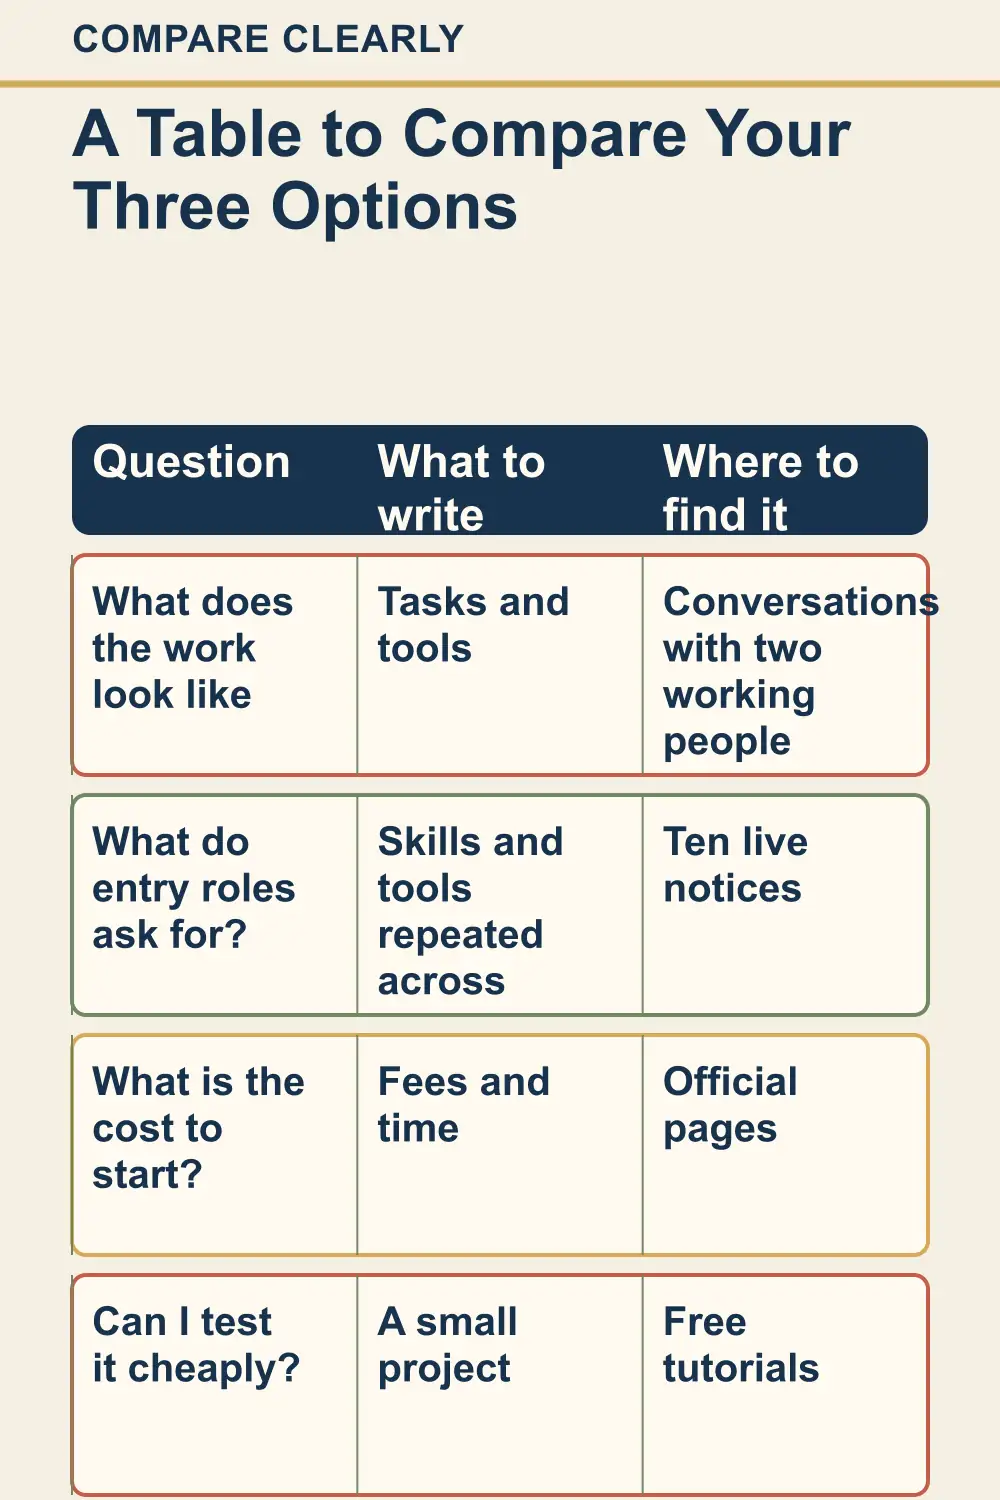 COMPARE CLEARLY
A Table to Compare Your
Three Options
Question
What to
write
Where to
find it
What does
the work
look like
Tasks and
tools
Conversations
with two
working
people
What do
entry roles
ask for?
Skills and
tools
repeated
across
Ten live
notices
What is the
cost to
start?
Fees and
time
Official
pages
Can I test
it cheaply?
A small
project
Free
tutorials